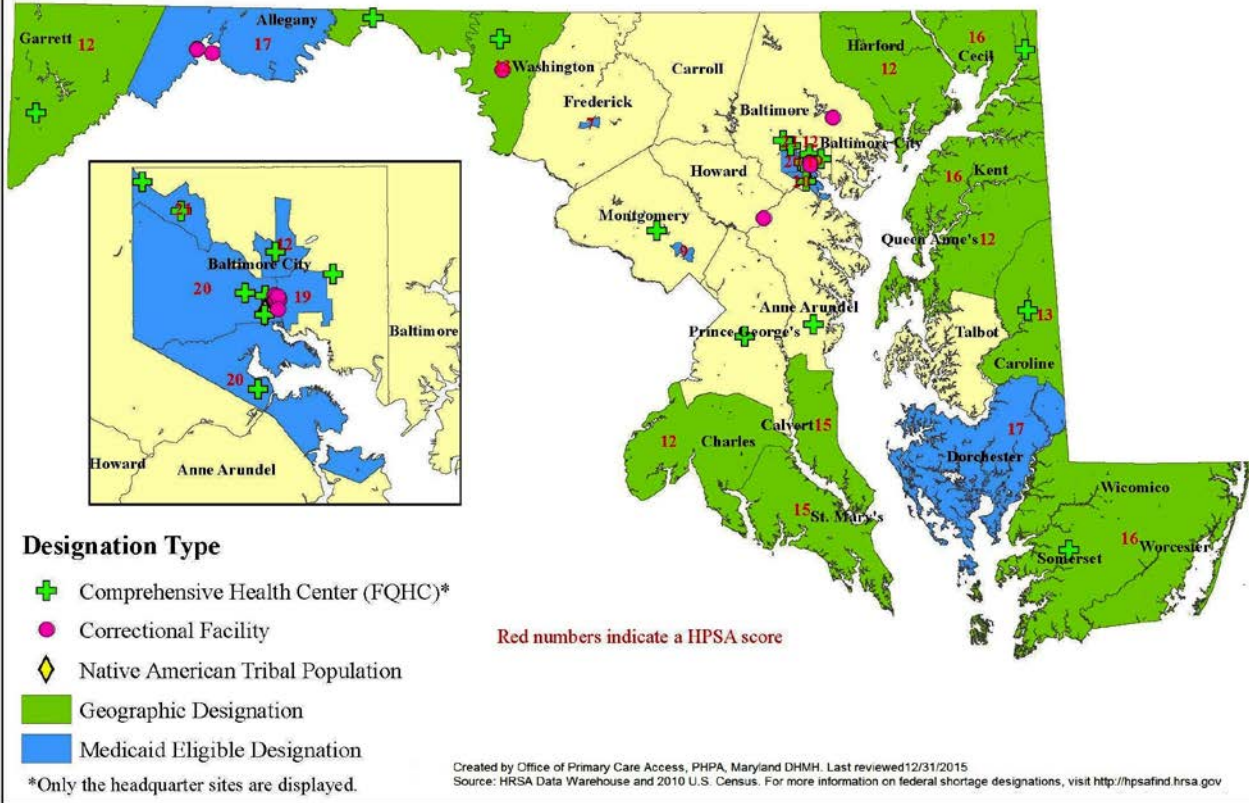 Garrett 12
Allegany
17
Washington
Frederick
7
Carroll
Baltimore
12
Baltimore City
20
Harford
12
16
Cecil
Howard
Montgomery
9
16
Kent
Queen Anne's 12
Anne Arundel
Prince George's
Talbot
13
Caroline
12
Charles
Calvert 15
15
St. Mary's
17
Dorchester
Wicomico
16
Worcester
Somerset
12
Baltimore City
20
19
Baltimore
20
Howard
Anne Arundel
Designation Type
Comprehensive Health Center (FQHC)*
Correctional Facility
Native American Tribal Population
Geographic Designation
Medicaid Eligible Designation
*Only the headquarter sites are displayed.
Red numbers indicate a HPSA score
Created by Office of Primary Care Access, PHPA, Maryland DHMH. Last reviewed12/31/2015
Source: HRSA Data Warehouse and 2010 U.S. Census. For more information on federal shortage designations, visit http://hpsafind.hrsa.gov